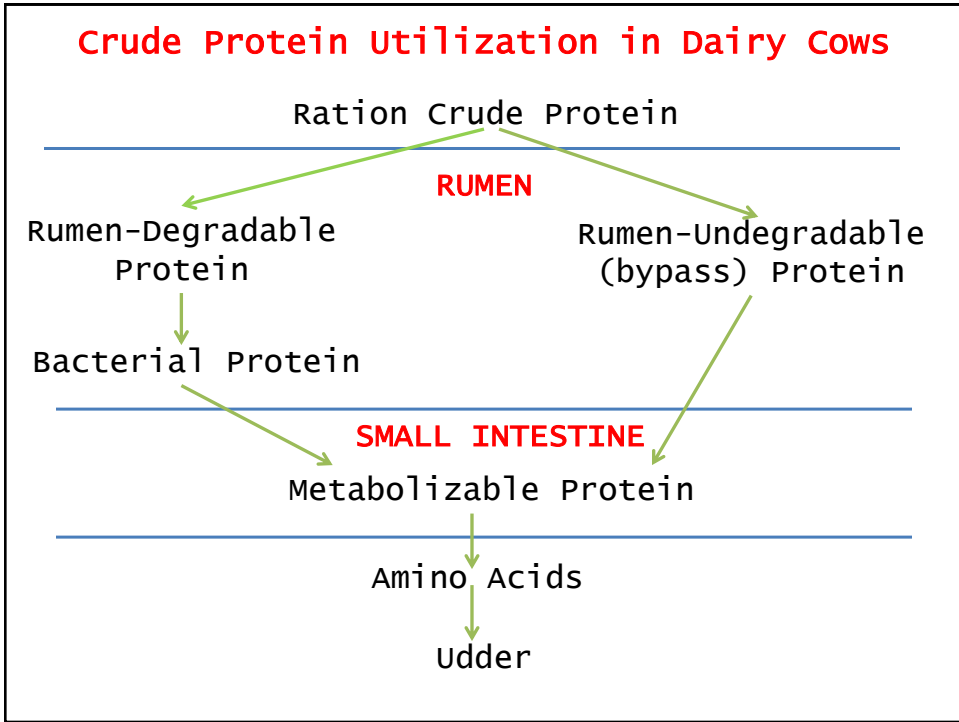 Crude Protein Utilization in Dairy Cows
Ration Crude Protein
RUMEN
Rumen-Degradable
Protein
Rumen-Undegradable
(bypass) Protein
Bacterial Protein
SMALL INTESTINE
Metabolizable Protein
Amino Acids
Udder